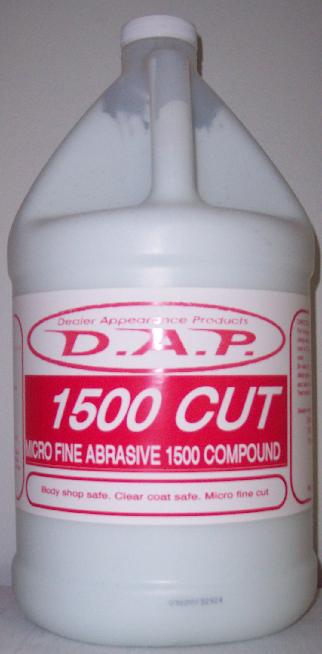 Dealer Appearance Products
D.A.P.
1500 CUT
MICRO FINE ABRASIVE 1500 COMPOUND
Body shop safe. Clear coat safe. Micro fine cut